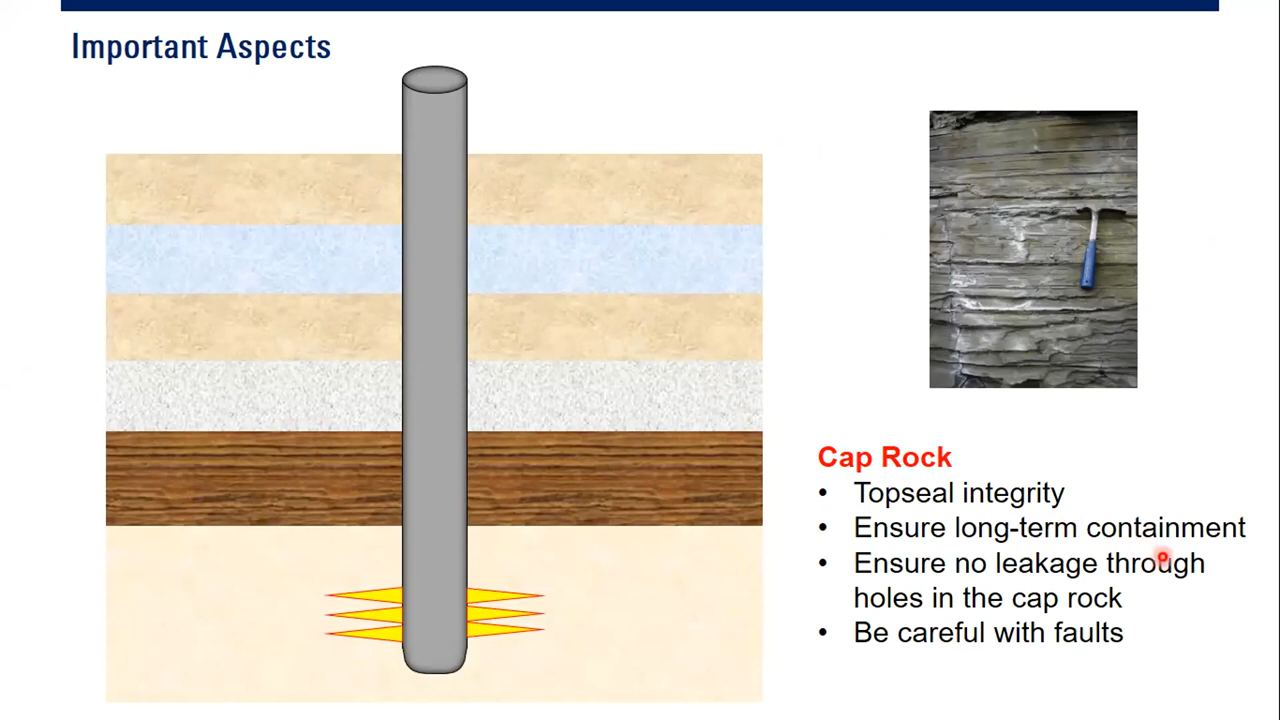 Important Aspects
Cap Rock
• Topseal integrity
• Ensure long-term containment
• Ensure no leakage through
holes in the cap rock
• Be careful with faults